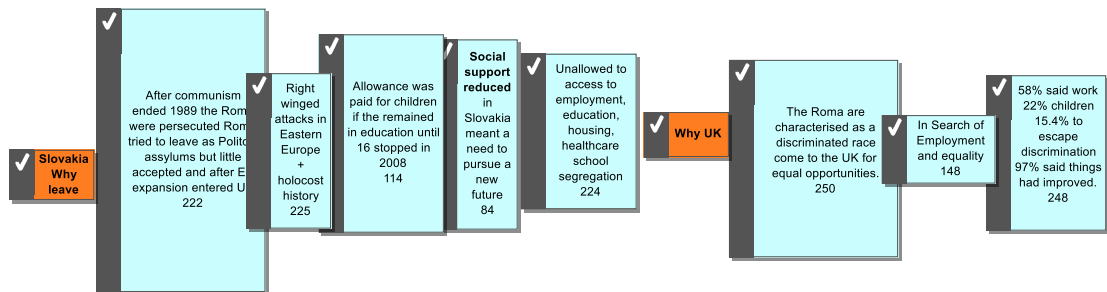 Slovakia
Why
leave
After communism
ended 1989 the Rom
were persecuted Rom
tried to leave as Polito
assylums but little
accepted and after E
expansion entered U
222
Right
winged
attacks in
Eastern
Europe
+
holocost
history
225
Allowance was
paid for children
if the remained
in education until
16 stopped in
2008
114
Social
support
reduced
in
Slovakia
meant a
need to
pursue a
new
future
84
Unallowed to
access to
employment,
education,
housing,
healthcare
school
segregation
224
Why UK
The Roma are
characterised as a
discriminated race
come to the UK for
equal opportunities.
250
In Search of
Employment
and equality
148
58% said work
22% children
15.4% to
escape
discrimination
97% said things
had improved.
248